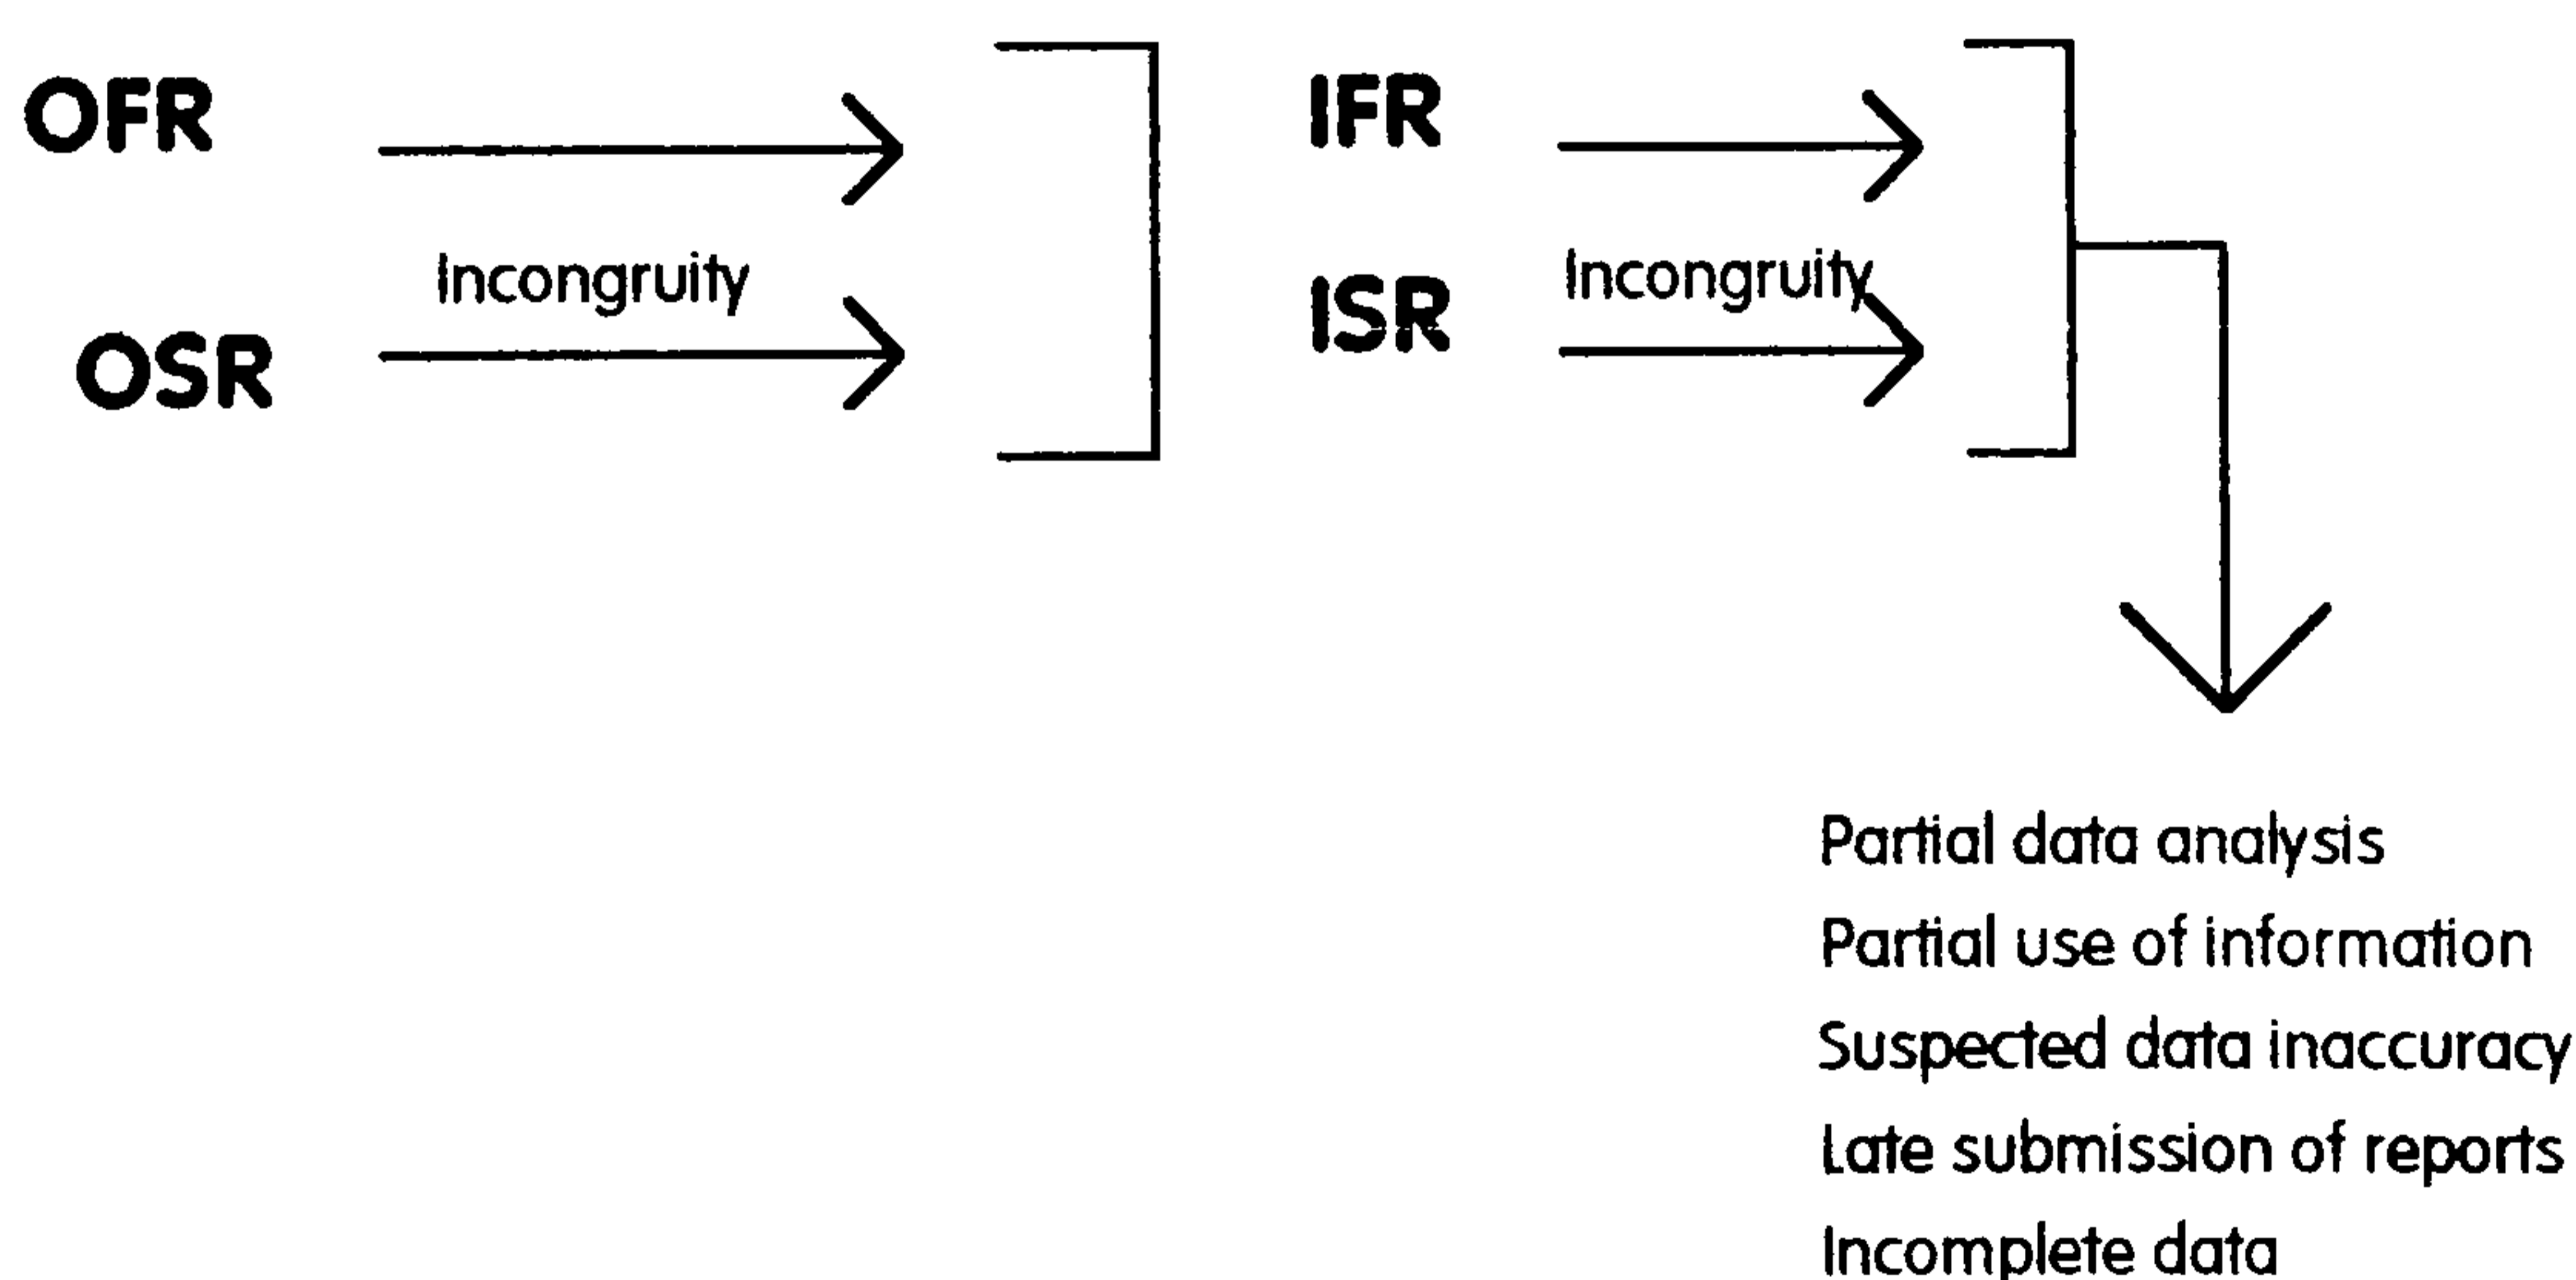 OFR
Incongruity
OSR
IFR
ISR
Incongruity
Partial data analysis
Partial use of information
Suspected data inaccuracy
Late submission of reports
Incomplete data